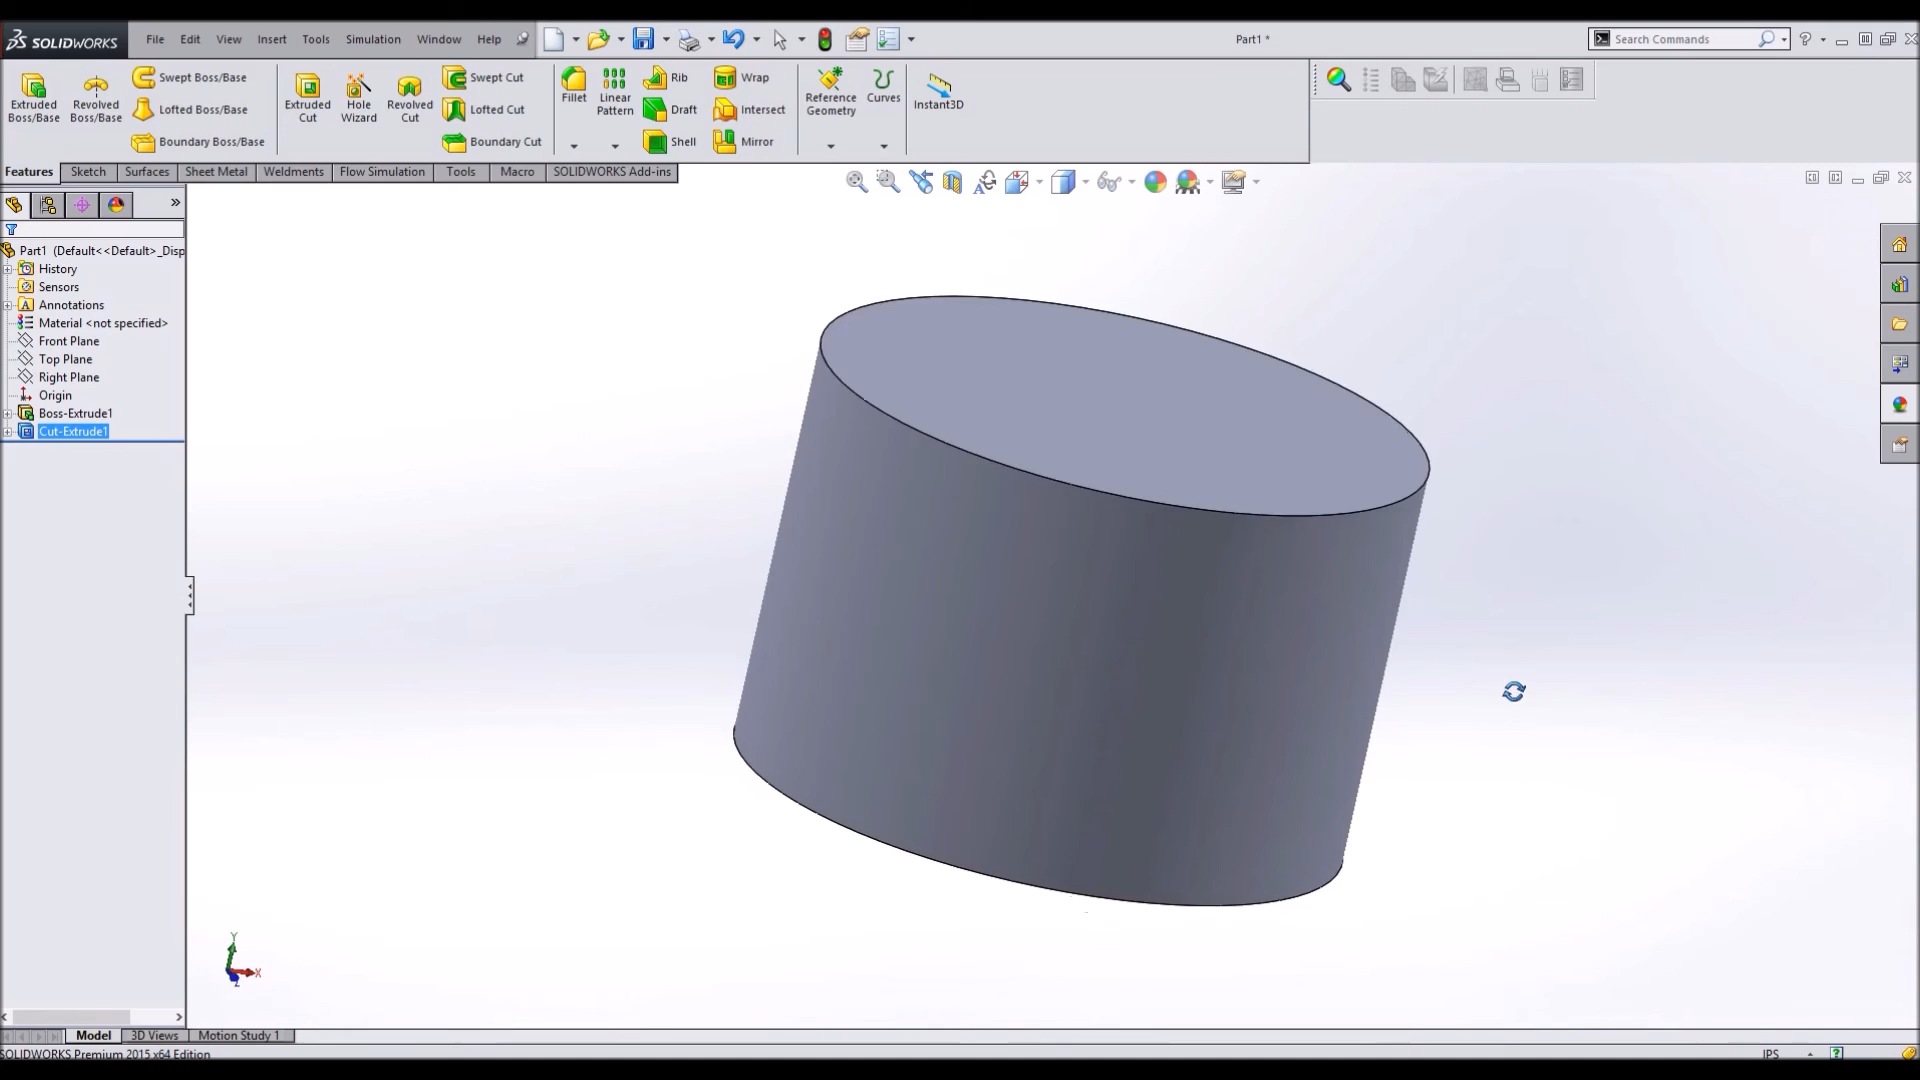 SOLIDWORKS File Edit View Insert Tools Simulation Window Help Part1 * Search Commands
Extruded Boss/Base
Revolved Boss/Base
Swept Boss/Base
Lofted Boss/Base
Boundary Boss/Base
Extruded Cut
Hole Wizard
Revolved Cut
Swept Cut
Lofted Cut
Boundary Cut
Fillet
Linear Pattern
Rib
Draft
Shell
Wrap
Intersect
Mirror
Reference Geometry
Curves
Instant3D
Features Sketch Surfaces Sheet Metal Weldments Flow Simulation Tools Macro SOLIDWORKS Add-ins
Part1 (Default<<Default>_Disp
History
Sensors
Annotations
Material <not specified>
Front Plane
Top Plane
Right Plane
Origin
Boss-Extrude1
Cut-Extrude1
Y
X
Z
Model 3D Views Motion Study 1
SOLIDWORKS Premium 2015 x64 Edition IPS